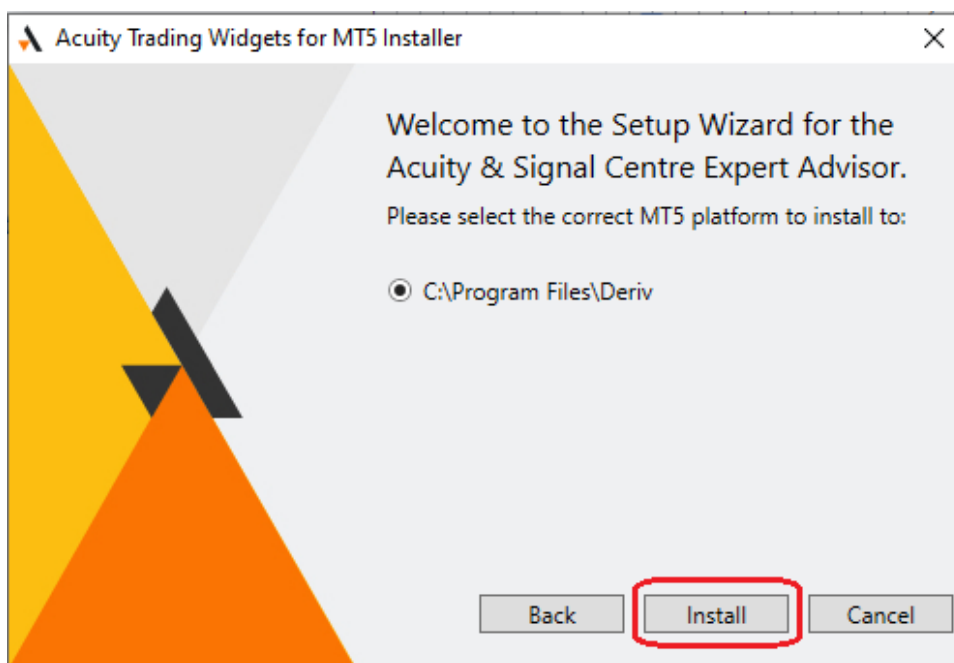 Acuity Trading Widgets for MT5 Installer
Welcome to the Setup Wizard for the
Acuity & Signal Centre Expert Advisor.
Please select the correct MT5 platform to install to:
C:\Program Files\Deriv
Back
Install
Cancel